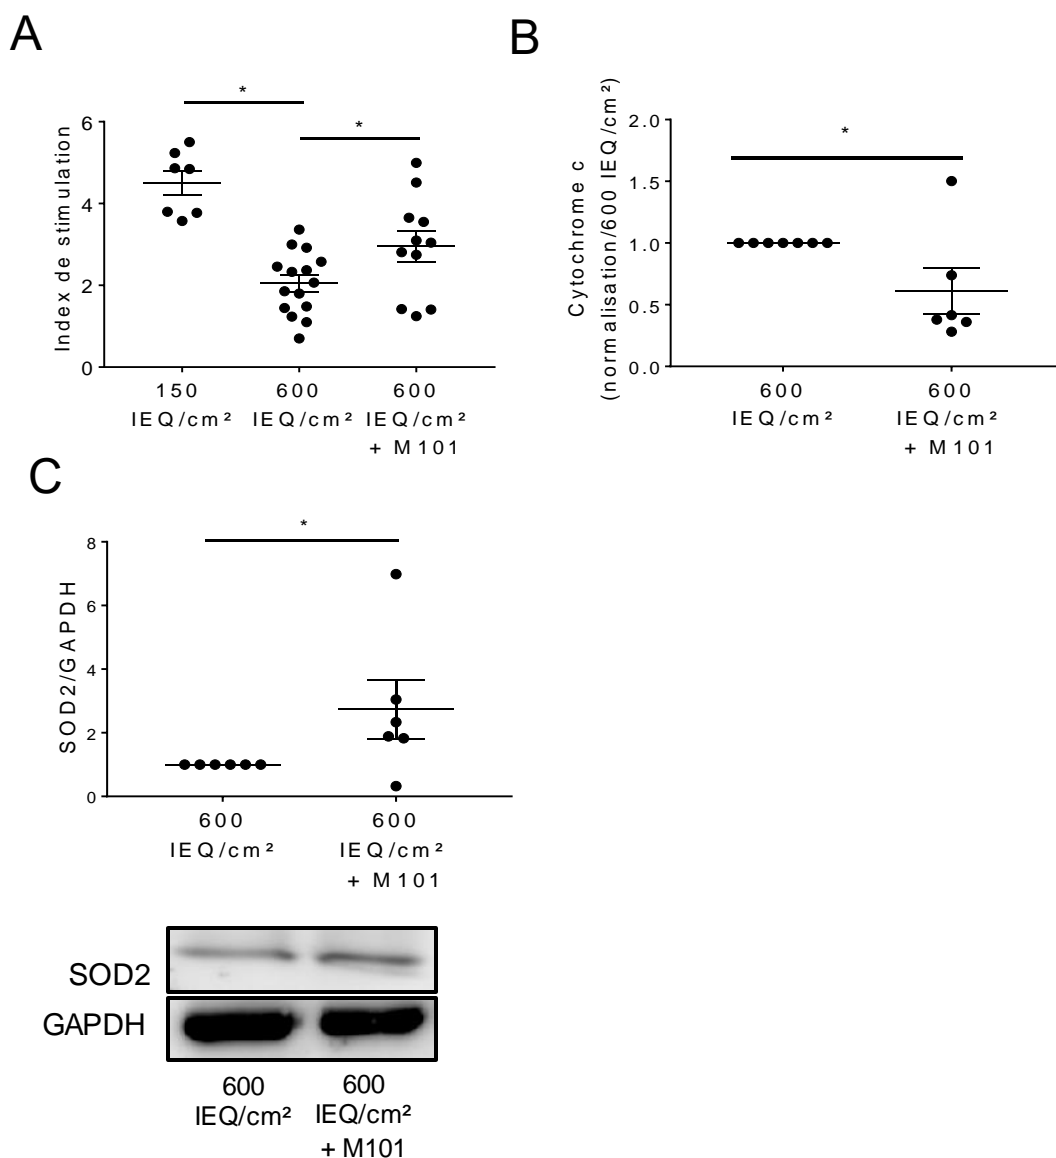 A
*
*
Index de stimulation
6
4
2
0
150
IEQ/cm²
600
IEQ/cm²
600
IEQ/cm²
+ M101
B
*
Cytochrome c
(normalisation/600 IEQ/cm²)
2.0
1.5
1.0
0.5
0.0
600
IEQ/cm²
600
IEQ/cm²
+ M101
C
*
SOD2/GAPDH
8
6
4
2
0
600
IEQ/cm²
600
IEQ/cm²
+ M101
SOD2
GAPDH
600
IEQ/cm²
600
IEQ/cm²
+ M101